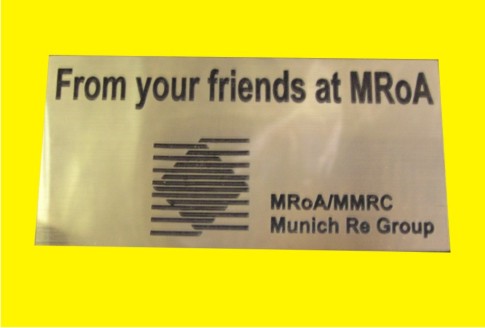 From your friends at MRoA
MRoA/MMRC
Munich Re Group